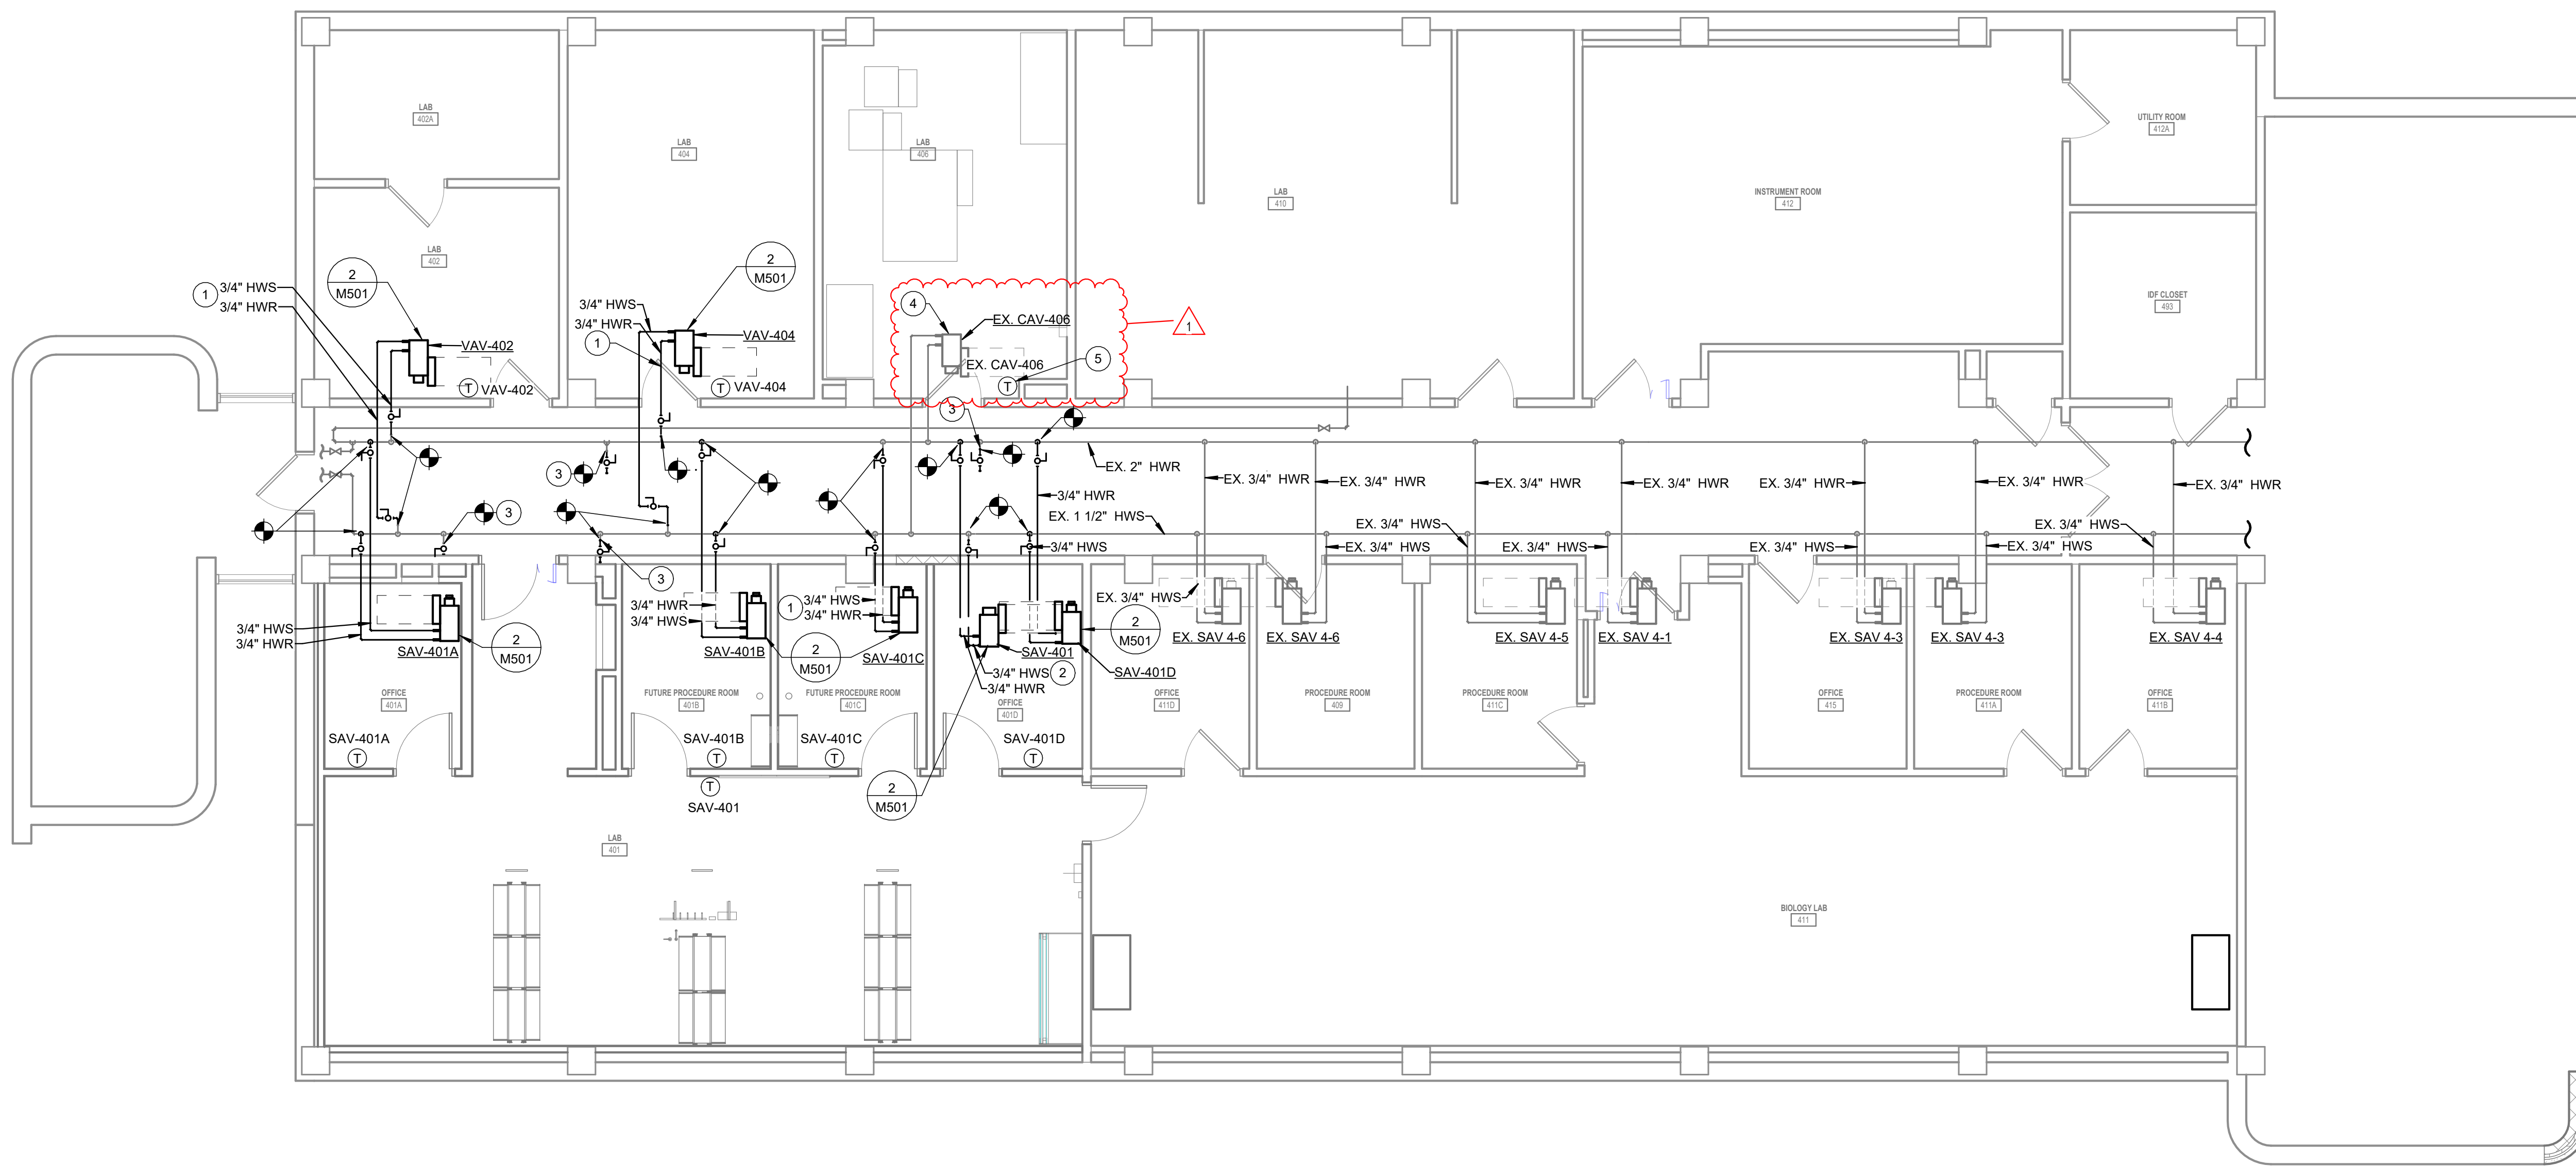 LAB
402A
LAB
404
LAB
406
UTILITY ROOM
412A
LAB
410
INSTRUMENT ROOM
412
LAB
402
2
M501
2
M501
1
3/4" HWS
3/4" HWR
3/4" HWS
3/4" HWR
1
VAV-402
VAV-404
4
EX. CAV-406
1
IDF CLOSET
493
EX. CAV-406
5
T
VAV-402
T
VAV-404
T
3
3
EX. 2" HWR
3/4" HWR
EX. 3/4" HWR
EX. 3/4" HWR
EX. 3/4" HWR
EX. 3/4" HWR
EX. 3/4" HWR
EX. 3/4" HWR
EX. 3/4" HWR
3
EX. 1 1/2" HWS
EX. 3/4" HWS
EX. 3/4" HWS
3/4" HWS
EX. 3/4" HWS
EX. 3/4" HWS
EX. 3/4" HWS
EX. 3/4" HWS
3
1
3/4" HWS
3/4" HWR
EX. 3/4" HWS
3/4" HWR
3/4" HWS
3/4" HWS
3/4" HWR
2
M501
2
M501
SAV-401A
SAV-401B
2
M501
SAV-401C
SAV-401
EX. SAV 4-6
EX. SAV 4-6
EX. SAV 4-5
EX. SAV 4-1
EX. SAV 4-3
EX. SAV 4-3
EX. SAV 4-4
3/4" HWS
2
SAV-401D
3/4" HWR
OFFICE
401A
FUTURE PROCEDURE ROOM
401B
FUTURE PROCEDURE ROOM
401C
OFFICE
401D
OFFICE
411D
PROCEDURE ROOM
409
PROCEDURE ROOM
411C
OFFICE
415
PROCEDURE ROOM
411A
OFFICE
411B
SAV-401A
T
SAV-401B
T
SAV-401C
T
SAV-401D
T
T
SAV-401
2
M501
LAB
401
BIOLOGY LAB
411